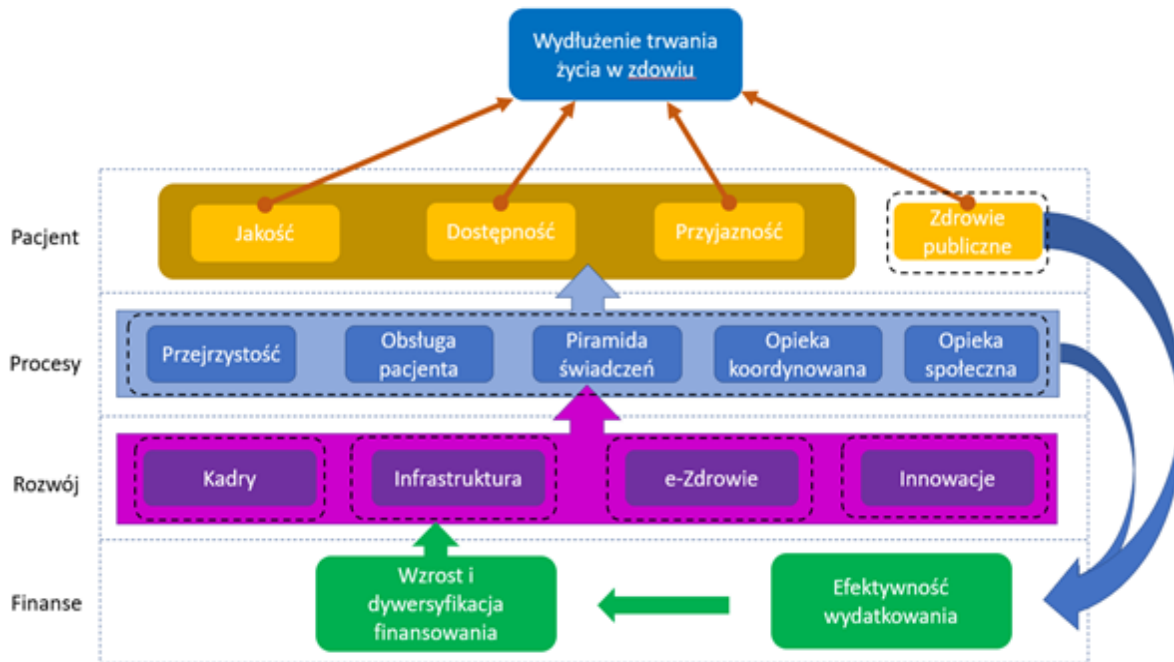 Wydłużenie trwania
życia w zdowiu
Pacjent
Jakość
Dostępność
Przyjazność
Zdrowie
publiczne
Procesy
Przejrzystość
Obsługa
pacjenta
Piramida
świadczeń
Opieka
koordynowana
Opieka
społeczna
Rozwój
Kadry
Infrastruktura
e-Zdrowie
Innowacje
Finanse
Wzrost i
dywersyfikacja
finansowania
Efektywność
wydatkowania